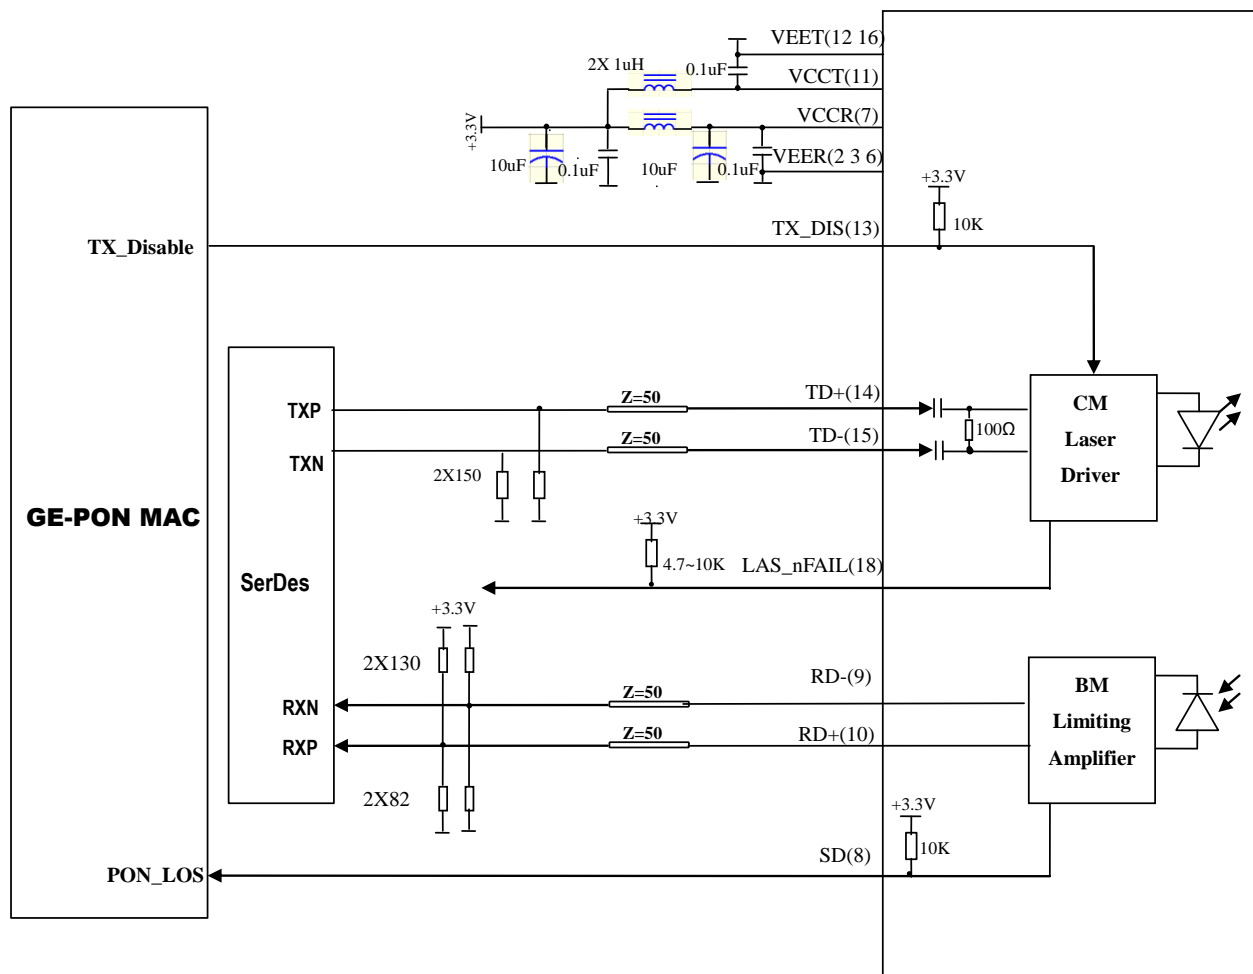 VEET(12 16)
2X 1uH
0.1uF
VCCT(11)
+3.3V
VCCR(7)
10uF
0.1uF
10uF
0.1uF
VEER(2 3 6)
+3.3V
10K
TX_Disable
TX_DIS(13)
TXP
Z=50
TD+(14)
CM
Laser
Driver
100Ω
TXN
Z=50
TD-(15)
2X150
GE-PON MAC
+3.3V
4.7~10K
LAS_nFAIL(18)
SerDes
+3.3V
2X130
RXN
Z=50
RD-(9)
BM
Limiting
Amplifier
RXP
Z=50
RD+(10)
2X82
+3.3V
10K
SD(8)
PON_LOS